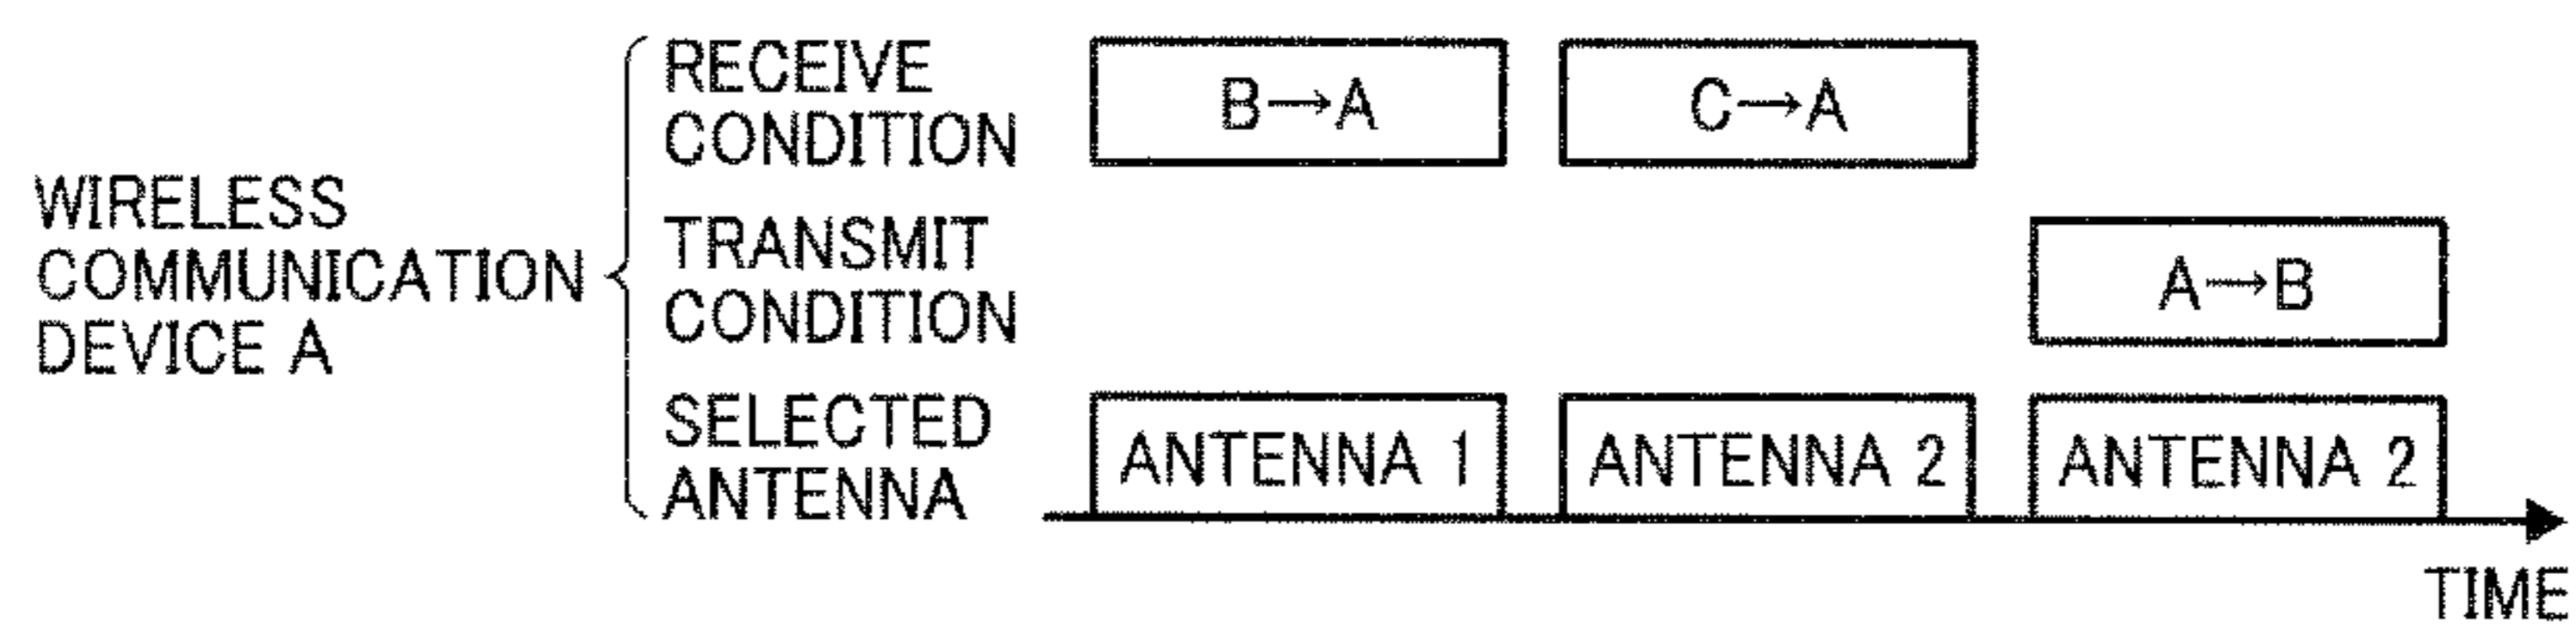 WIRELESS
COMMUNICATION
DEVICE A
RECEIVE
CONDITION
B→A
C→A
TRANSMIT
CONDITION
A→B
SELECTED
ANTENNA
ANTENNA 1
ANTENNA 2
ANTENNA 2
TIME